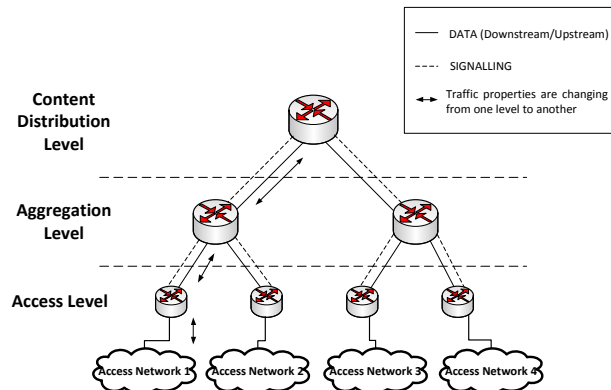 DATA (Downstream/Upstream)
SIGNALLING
Traffic properties are changing
from one level to another
Content
Distribution
Level
Aggregation
Level
Access Level
Access Network 1
Access Network 2
Access Network 3
Access Network 4